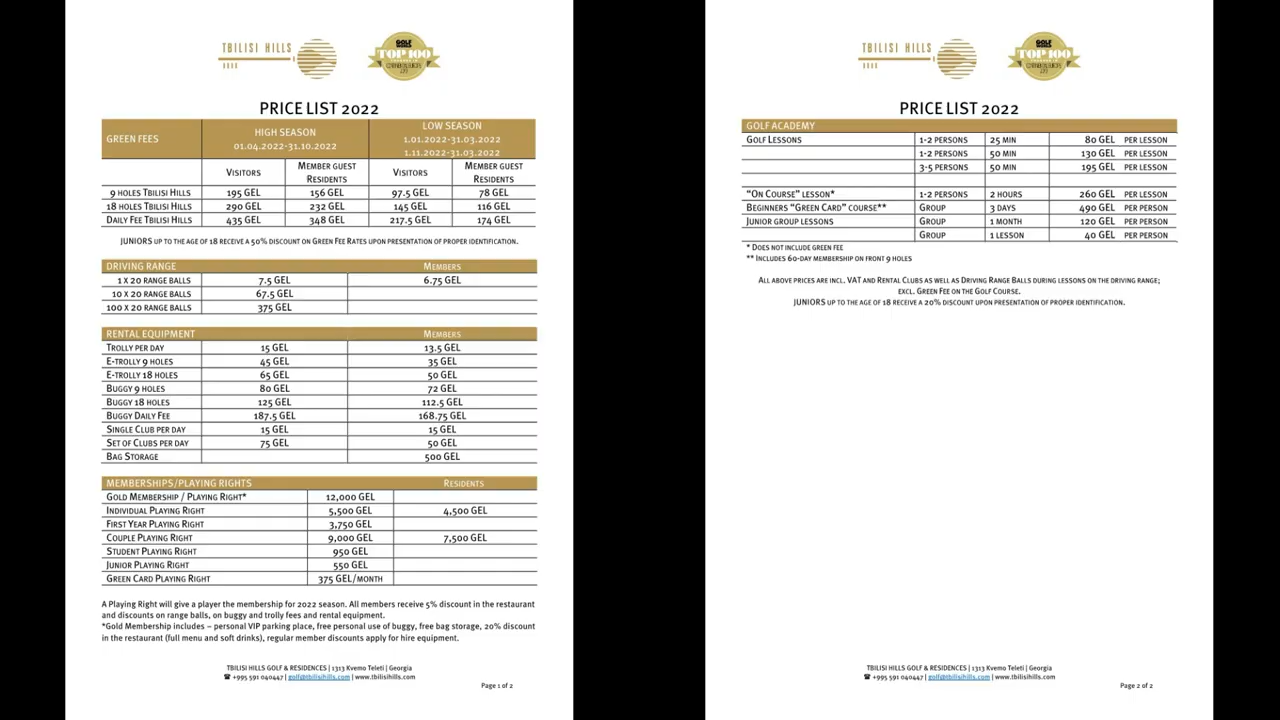 TBILISI HILLS
GOLF
TOP 100
PRICE LIST 2022
GREEN FEES
HIGH SEASON
01.04.2022-31.10.2022
LOW SEASON
1.01.2022-31.03.2022
1.11.2022-31.03.2022
VISITORS MEMBER GUEST RESIDENTS VISITORS MEMBER GUEST RESIDENTS
9 HOLES TBILISI HILLS 195 GEL 156 GEL 97.5 GEL 78 GEL
18 HOLES TBILISI HILLS 290 GEL 232 GEL 145 GEL 116 GEL
DAILY FEE TBILISI HILLS 435 GEL 348 GEL 217.5 GEL 174 GEL
JUNIORS UP TO THE AGE OF 18 RECEIVE A 50% DISCOUNT ON GREEN FEE RATES UPON PRESENTATION OF PROPER IDENTIFICATION.
DRIVING RANGE MEMBERS
1 X 20 RANGE BALLS 7.5 GEL 6.75 GEL
10 X 20 RANGE BALLS 67.5 GEL
100 X 20 RANGE BALLS 375 GEL
RENTAL EQUIPMENT MEMBERS
TROLLY PER DAY 15 GEL 13.5 GEL
E-TROLLY 9 HOLES 45 GEL 35 GEL
E-TROLLY 18 HOLES 65 GEL 50 GEL
BUGGY 9 HOLES 80 GEL 72 GEL
BUGGY 18 HOLES 125 GEL 112.5 GEL
BUGGY DAILY FEE 187.5 GEL 168.75 GEL
SINGLE CLUB PER DAY 15 GEL 15 GEL
SET OF CLUBS PER DAY 75 GEL 50 GEL
BAG STORAGE 500 GEL
MEMBERSHIPS/PLAYING RIGHTS RESIDENTS
GOLD MEMBERSHIP / PLAYING RIGHT* 12,000 GEL
INDIVIDUAL PLAYING RIGHT 5,500 GEL 4,500 GEL
FIRST YEAR PLAYING RIGHT 3,750 GEL
COUPLE PLAYING RIGHT 9,000 GEL 7,500 GEL
STUDENT PLAYING RIGHT 950 GEL
JUNIOR PLAYING RIGHT 550 GEL
GREEN CARD PLAYING RIGHT 375 GEL/MONTH
A Playing Right will give a player the membership for 2022 season. All members receive 5% discount in the restaurant
and discounts on range balls, on buggy and trolly fees and rental equipment.
*Gold Membership includes – personal VIP parking place, free personal use of buggy, free bag storage, 20% discount
in the restaurant (full menu and soft drinks), regular member discounts apply for hire equipment.
TBILISI HILLS GOLF & RESIDENCES | 1313 Kvemo Teleti | Georgia
☎ +995 591 040447 | golf@tbilisihills.com | www.tbilisihills.com
Page 1 of 2
TBILISI HILLS
GOLF
TOP 100
PRICE LIST 2022
GOLF ACADEMY
GOLF LESSONS 1-2 PERSONS 25 MIN 80 GEL PER LESSON
1-2 PERSONS 50 MIN 130 GEL PER LESSON
3-5 PERSONS 50 MIN 195 GEL PER LESSON
"ON COURSE" LESSON* 1-2 PERSONS 2 HOURS 260 GEL PER LESSON
BEGINNERS "GREEN CARD" COURSE** GROUP 3 DAYS 490 GEL PER PERSON
JUNIOR GROUP LESSONS GROUP 1 MONTH 120 GEL PER PERSON
GROUP 1 LESSON 40 GEL PER PERSON
* DOES NOT INCLUDE GREEN FEE
** INCLUDES 60-DAY MEMBERSHIP ON FRONT 9 HOLES
ALL ABOVE PRICES ARE INCL. VAT AND RENTAL CLUBS AS WELL AS DRIVING RANGE BALLS DURING LESSONS ON THE DRIVING RANGE;
EXCL. GREEN FEE ON THE GOLF COURSE.
JUNIORS UP TO THE AGE OF 18 RECEIVE A 20% DISCOUNT UPON PRESENTATION OF PROPER IDENTIFICATION.
TBILISI HILLS GOLF & RESIDENCES | 1313 Kvemo Teleti | Georgia
☎ +995 591 040447 | golf@tbilisihills.com | www.tbilisihills.com
Page 2 of 2